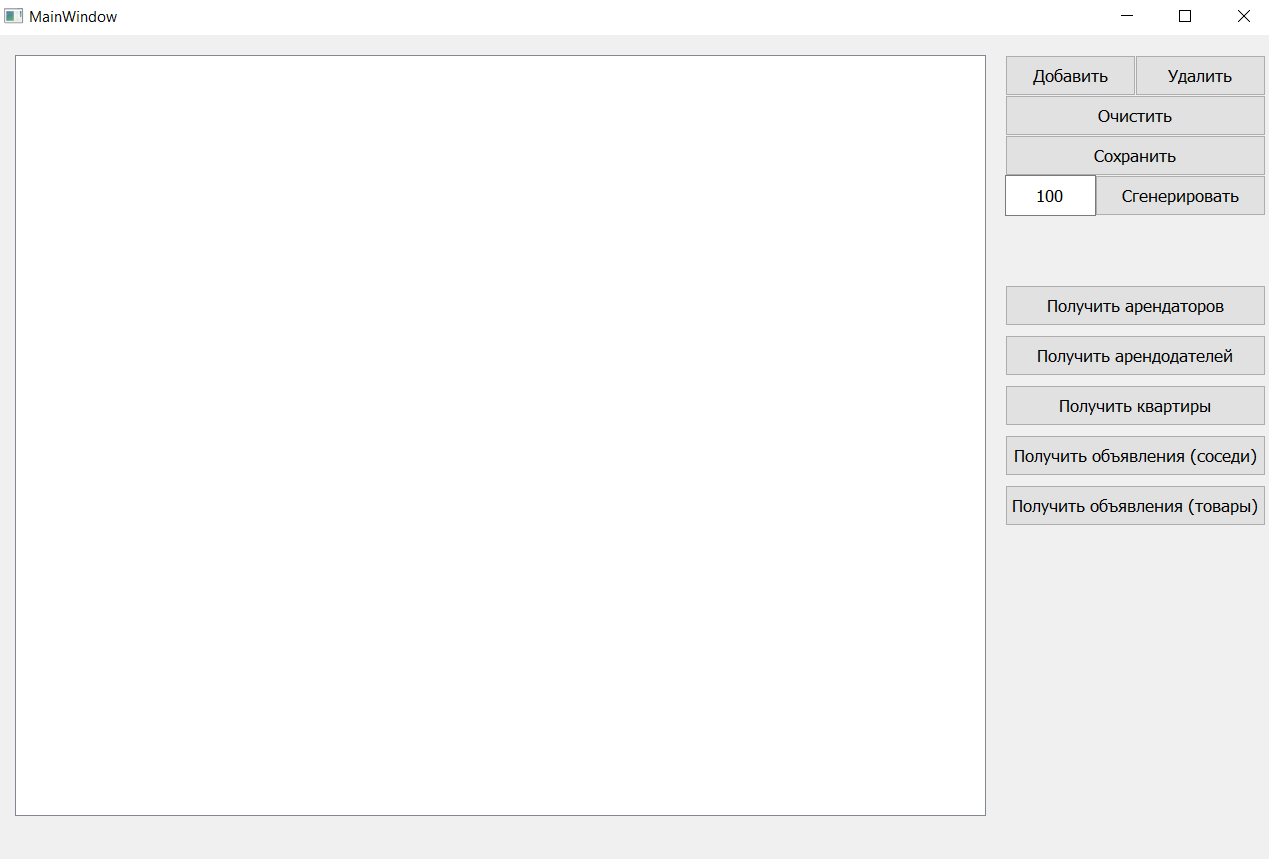 MainWindow
Добавить
Удалить
Очистить
Сохранить
100
Сгенерировать
Получить арендаторов
Получить арендодателей
Получить квартиры
Получить объявления (соседи)
Получить объявления (товары)